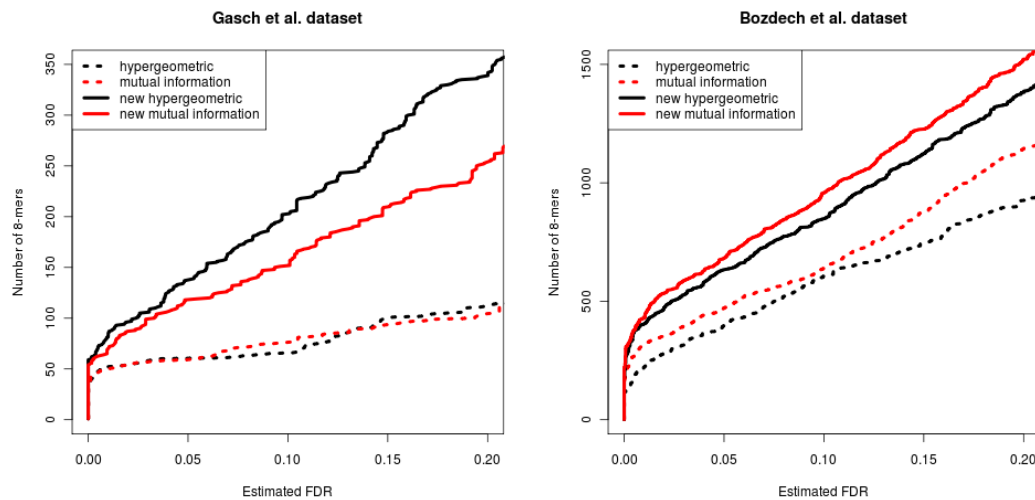 Gasch et al. dataset
hypergeometric
mutual information
new hypergeometric
new mutual information
Number of 8-mers
350
300
250
200
150
100
50
0
0.00 0.05 0.10 0.15 0.20
Estimated FDR
Bozdech et al. dataset
hypergeometric
mutual information
new hypergeometric
new mutual information
Number of 8-mers
1500
1000
500
0
0.00 0.05 0.10 0.15 0.20
Estimated FDR